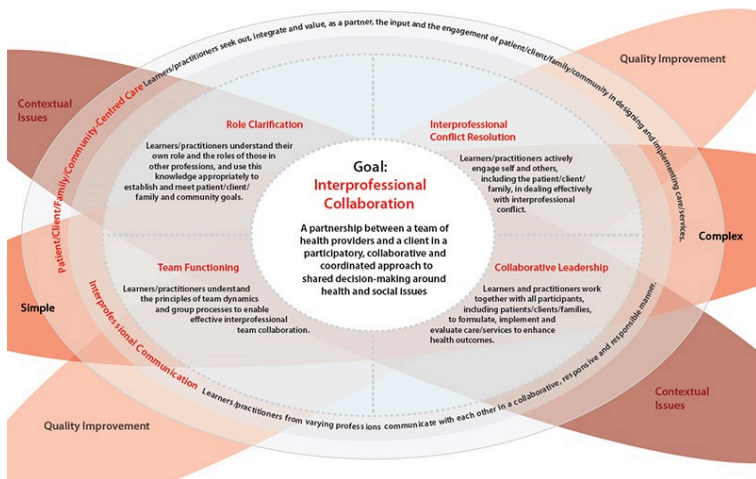 Patient/Client/Family/Community-Centred Care Learners/practitioners seek out, integrate and value, as a partner, the input and the engagement of patient/client/family/community in designing and implementing care/services.
Quality Improvement
Contextual
Issues
Role Clarification
Learners/practitioners understand their
own role and the roles of those in
other professions, and use this
knowledge appropriately to
establish and meet patient/client/
family and community goals.
Interprofessional
Conflict Resolution
Learners/practitioners actively
engage self and others,
including the patient/client/
family, in dealing effectively
with interprofessional
conflict.
Goal:
Interprofessional
Collaboration
A partnership between a team of
health providers and a client in a
participatory, collaborative and
coordinated approach to
shared decision-making around
health and social issues
Complex
Simple
Team Functioning
Learners/practitioners understand
the principles of team dynamics
and group processes to enable
effective interprofessional
team collaboration.
Collaborative Leadership
Learners and practitioners work
together with all participants,
including patients/clients/families,
to formulate, implement and
evaluate care/services to enhance
health outcomes.
Interprofessional Communication Learners/practitioners from varying professions communicate with each other in a collaborative, responsive and responsible manner.
Contextual
Issues
Quality Improvement